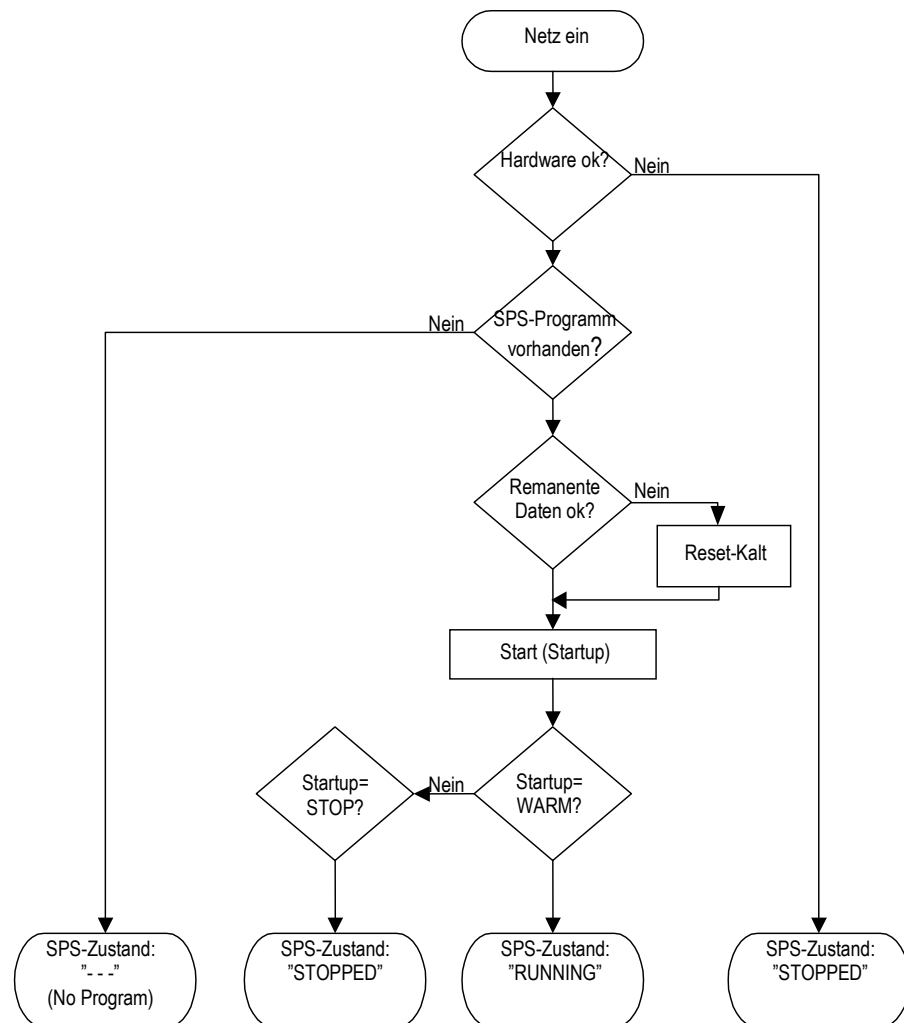 Netz ein
Hardware ok?
Nein
Nein
SPS-Programm
vorhanden?
Remanente
Daten ok?
Nein
Reset-Kalt
Start (Startup)
Startup=
STOP?
Nein
Startup=
WARM?
SPS-Zustand:
"- - -"
(No Program)
SPS-Zustand:
"STOPPED"
SPS-Zustand:
"RUNNING"
SPS-Zustand:
"STOPPED"